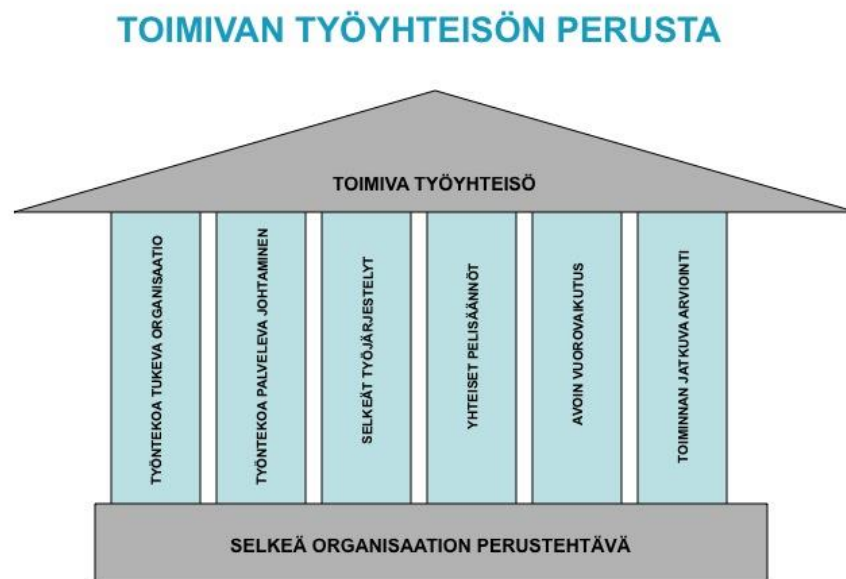 TOIMIVAN TYÖYHTEISÖN PERUSTA
TOIMIVA TYÖYHTEISÖ
TYÖNTEKOA TUKEVA ORGANISAATIO
TYÖNTEKOA PALVELEVA JOHTAMINEN
SELKEÄT TYÖJÄRJESTELYT
YHTEISET PELISÄÄNNÖT
AVOIN VUOROVAIKUTUS
TOIMINNAN JATKUVA ARVIOINTI
SELKEÄ ORGANISAATION PERUSTEHTÄVÄ